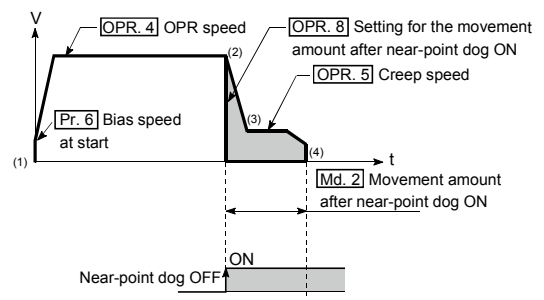 V
OPR. 4 OPR speed
OPR. 8 Setting for the movement
amount after near-point dog ON
(2)
OPR. 5 Creep speed
Pr. 6 Bias speed
at start
(3)
(1)
(4)
t
Md. 2 Movement amount
after near-point dog ON
ON
Near-point dog OFF